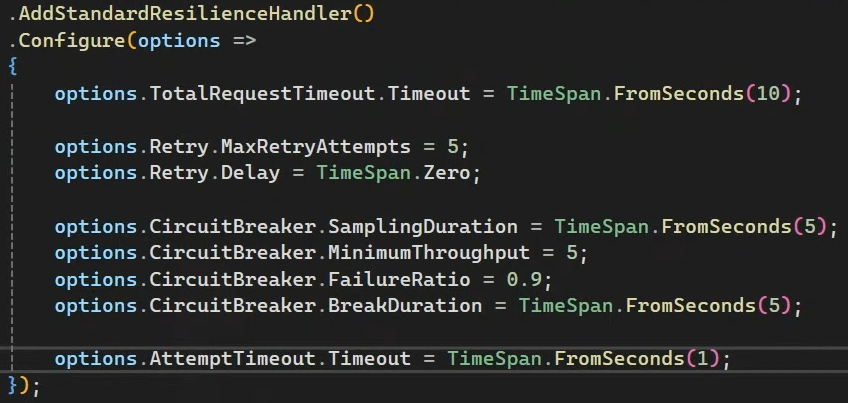 .AddStandardResilienceHandler()
.Configure(options =>
{
    options.TotalRequestTimeout.Timeout = TimeSpan.FromSeconds(10);

    options.Retry.MaxRetryAttempts = 5;
    options.Retry.Delay = TimeSpan.Zero;

    options.CircuitBreaker.SamplingDuration = TimeSpan.FromSeconds(5);
    options.CircuitBreaker.MinimumThroughput = 5;
    options.CircuitBreaker.FailureRatio = 0.9;
    options.CircuitBreaker.BreakDuration = TimeSpan.FromSeconds(5);

    options.AttemptTimeout.Timeout = TimeSpan.FromSeconds(1);
});